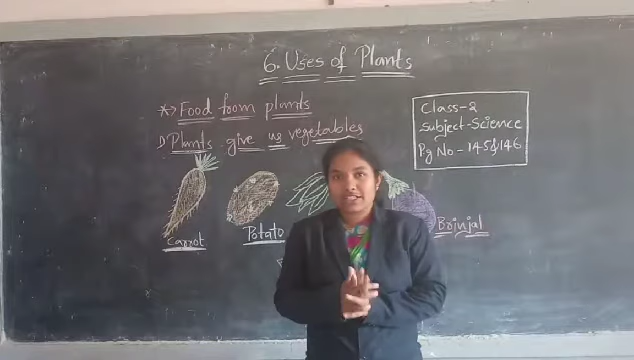 6. Uses of Plants
*> Food from plants
1) Plants give us vegetables
Class-2
Subject-Science
Pg No - 145&146
Carrot
Potato
Brinjal